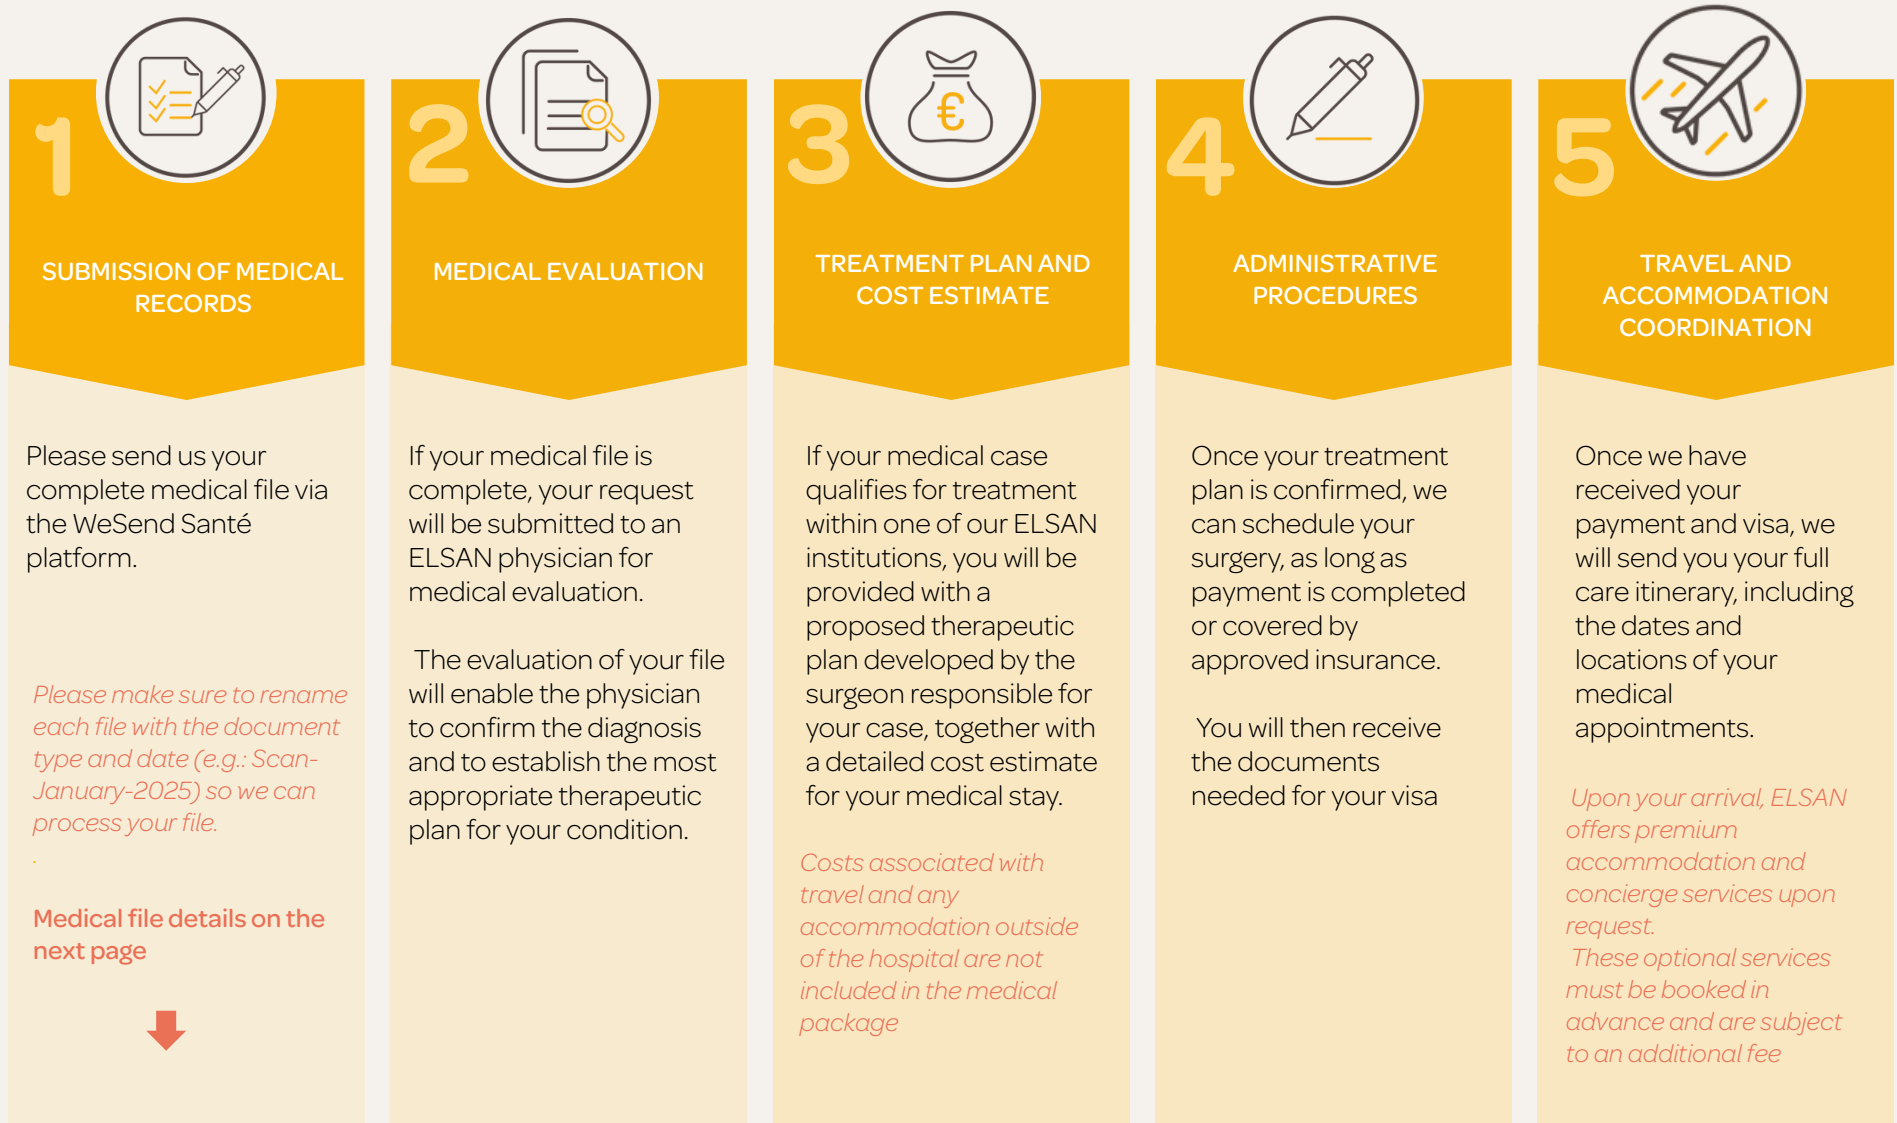 1
SUBMISSION OF MEDICAL
RECORDS
Please send us your
complete medical file via
the WeSend Santé
platform.
Please make sure to rename
each file with the document
type and date (e.g.: Scan-
January-2025) so we can
process your file.
.
Medical file details on the
next page
2
MEDICAL EVALUATION
If your medical file is
complete, your request
will be submitted to an
ELSAN physician for
medical evaluation.
The evaluation of your file
will enable the physician
to confirm the diagnosis
and to establish the most
appropriate therapeutic
plan for your condition.
3
€
TREATMENT PLAN AND
COST ESTIMATE
If your medical case
qualifies for treatment
within one of our ELSAN
institutions, you will be
provided with a
proposed therapeutic
plan developed by the
surgeon responsible for
your case, together with
a detailed cost estimate
for your medical stay.
Costs associated with
travel and any
accommodation outside
of the hospital are not
included in the medical
package
4
ADMINISTRATIVE
PROCEDURES
Once your treatment
plan is confirmed, we
can schedule your
surgery, as long as
payment is completed
or covered by
approved insurance.
You will then receive
the documents
needed for your visa
5
TRAVEL AND
ACCOMMODATION
COORDINATION
Once we have
received your
payment and visa, we
will send you your full
care itinerary, including
the dates and
locations of your
medical
appointments.
Upon your arrival, ELSAN
offers premium
accommodation and
concierge services upon
request.
These optional services
must be booked in
advance and are subject
to an additional fee